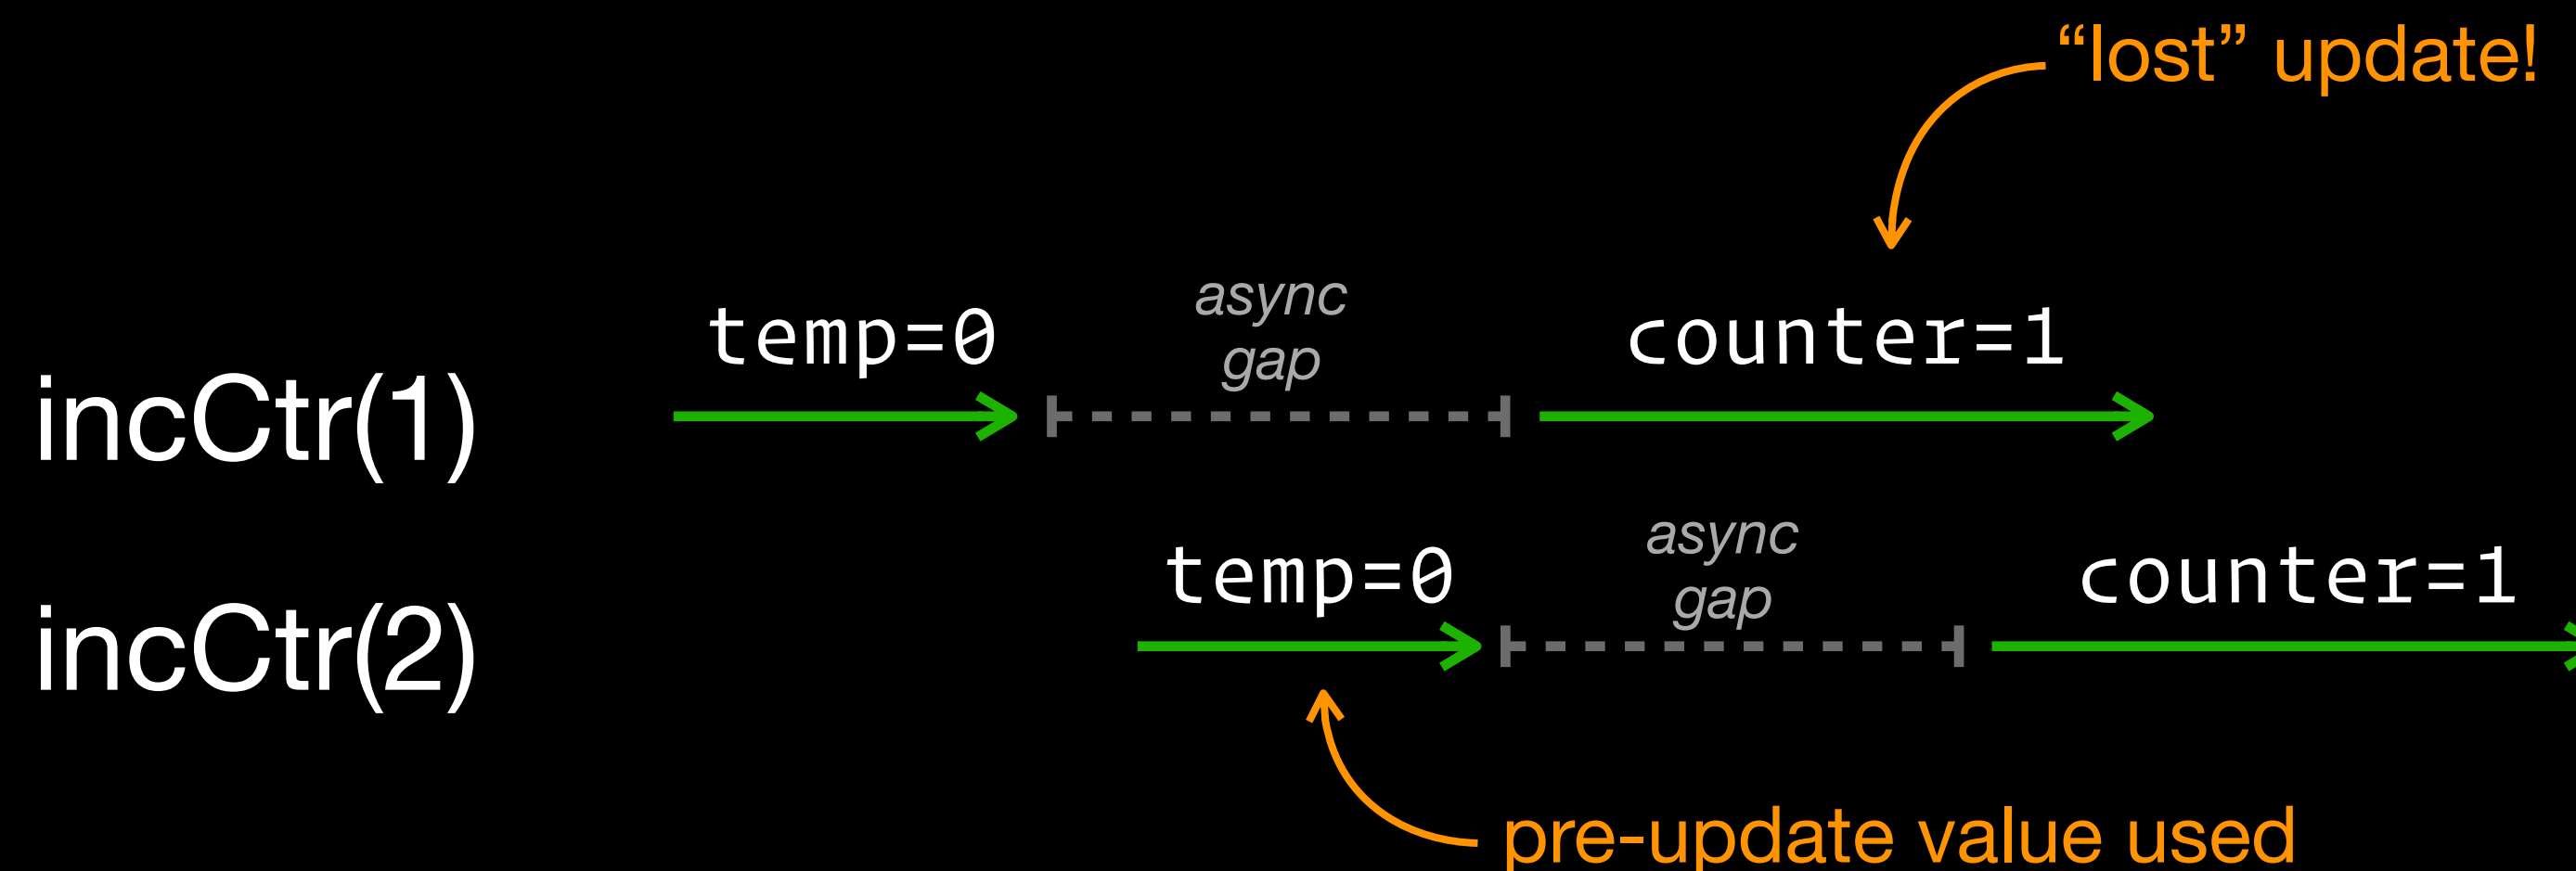 “lost” update!
async
gap
temp=0
counter=1
incCtr(1)
async
gap
temp=0
counter=1
incCtr(2)
pre-update value used